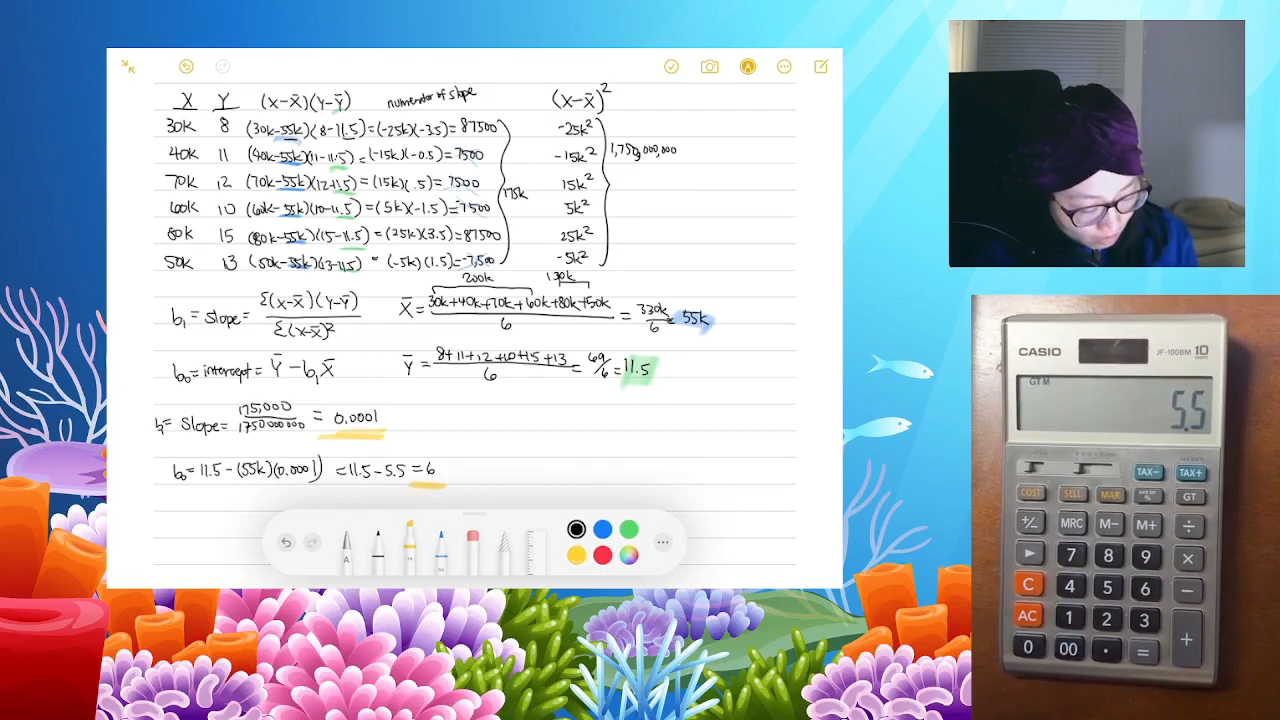 X Y (X-X̄)(Y-Ȳ) numerator of slope (X-X̄)²
30K 8 (30K-55K)(8-11.5)=(-25K)(-3.5)=87500 -25K²
40K 11 (40K-55K)(11-11.5)=(-15K)(-0.5)=7500 -15K² 1,750,000,000
70K 12 (70K-55K)(12-11.5)=(15K)(.5)=7500 15K²
175K
60K 10 (60K-55K)(10-11.5)=(5K)(-1.5)=-7500 5K²
80K 15 (80K-55K)(15-11.5)=(25K)(3.5)=87500 25K²
50K 13 (50K-55K)(13-11.5) = (-5K)(1.5)=-7,500 -5K²
200K 130K
b₁=slope= Σ(X-X̄)(Y-Ȳ)/Σ(X-X̄)² X̄= 30K+40K+70K+60K+80K+50K/6 = 330K/6 = 55K
b₀=intercept= Ȳ-b₁X̄ Ȳ= 8+11+12+10+15+13/6 = 69/6 =11.5
b₁= Slope= 175,000/1750000000 = 0.0001
b₀=11.5-(55K)(0.0001) =11.5-5.5=6
A
CASIO JF-100BM 10
GT M
5.5
TAX- TAX+
COST SELL MAR GT
+/- MRC M- M+ ÷
▶ 7 8 9 ×
C 4 5 6 -
AC 1 2 3 +
0 00 · =